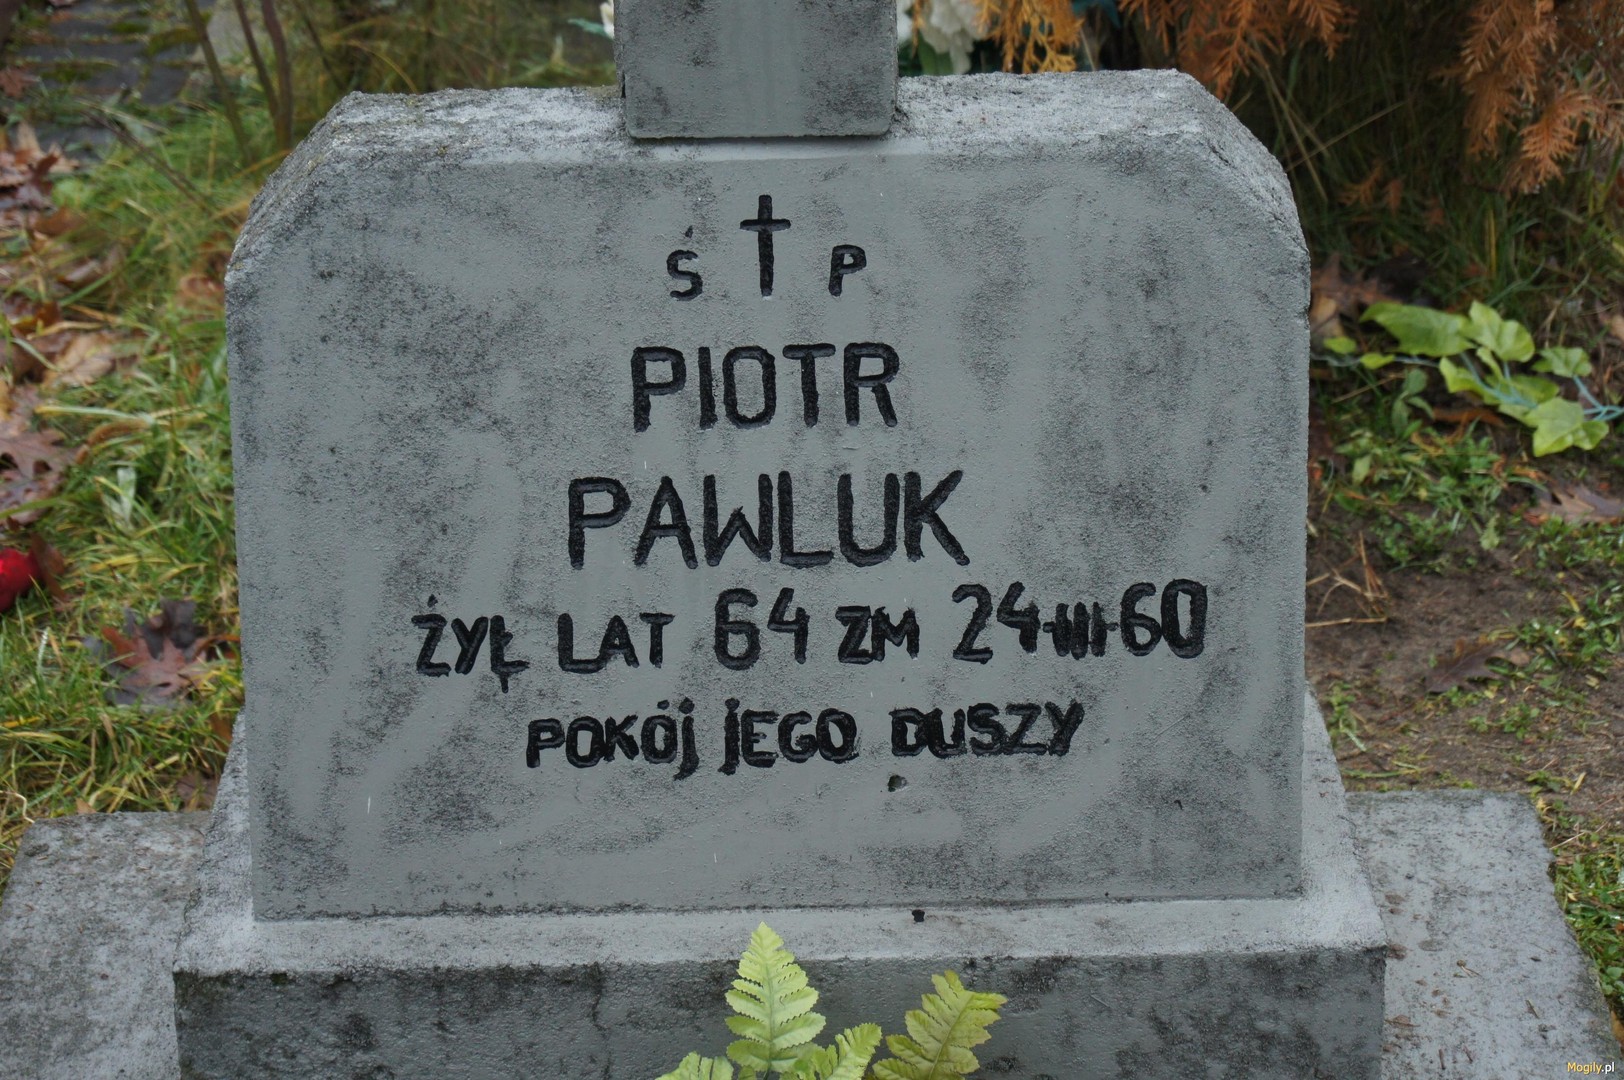 Ś † P
PIOTR
PAWLUK
ŻYŁ LAT 64 ZM 24-III-60
POKÓJ JEGO DUSZY
Mogily.pl